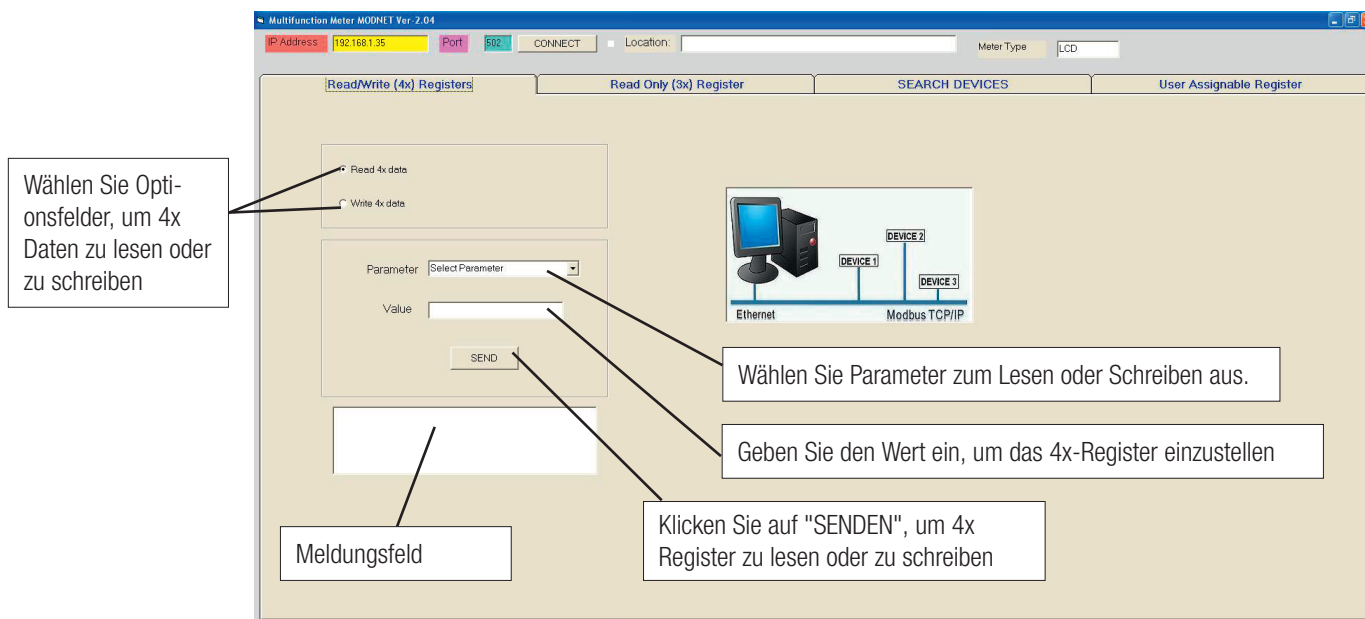 Multifunction Meter MODNET Ver-2.04
IP Address 192.168.1.35 Port 502 CONNECT Location: Meter Type LCD
Read/Write (4x) Registers Read Only (3x) Register SEARCH DEVICES User Assignable Register
Read 4x data
Write 4x data
Wählen Sie Opti-
onsfelder, um 4x
Daten zu lesen oder
zu schreiben
Parameter Select Parameter
Value
SEND
DEVICE 2
DEVICE 1
DEVICE 3
Ethernet Modbus TCP/IP
Wählen Sie Parameter zum Lesen oder Schreiben aus.
Geben Sie den Wert ein, um das 4x-Register einzustellen
Klicken Sie auf "SENDEN", um 4x
Register zu lesen oder zu schreiben
Meldungsfeld